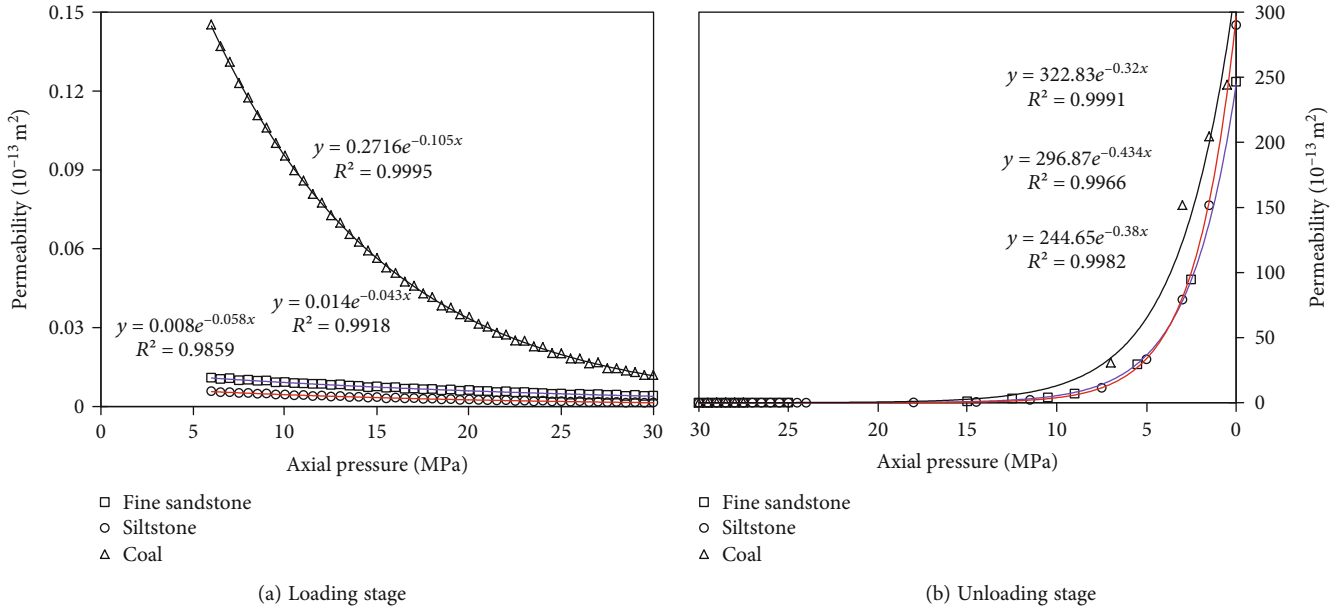 0.15
0.12
0.09
0.06
0.03
0
Permeability (10⁻¹³ m²)
y = 0.2716e^{−0.105x}
R² = 0.9995
y = 0.014e^{−0.043x}
R² = 0.9918
y = 0.008e^{−0.058x}
R² = 0.9859
0 5 10 15 20 25 30
Axial pressure (MPa)
Fine sandstone
Siltstone
Coal
(a) Loading stage
y = 322.83e^{−0.32x}
R² = 0.9991
y = 296.87e^{−0.434x}
R² = 0.9966
y = 244.65e^{−0.38x}
R² = 0.9982
300
250
200
150
100
50
0
Permeability (10⁻¹³ m²)
30 25 20 15 10 5 0
Axial pressure (MPa)
Fine sandstone
Siltstone
Coal
(b) Unloading stage